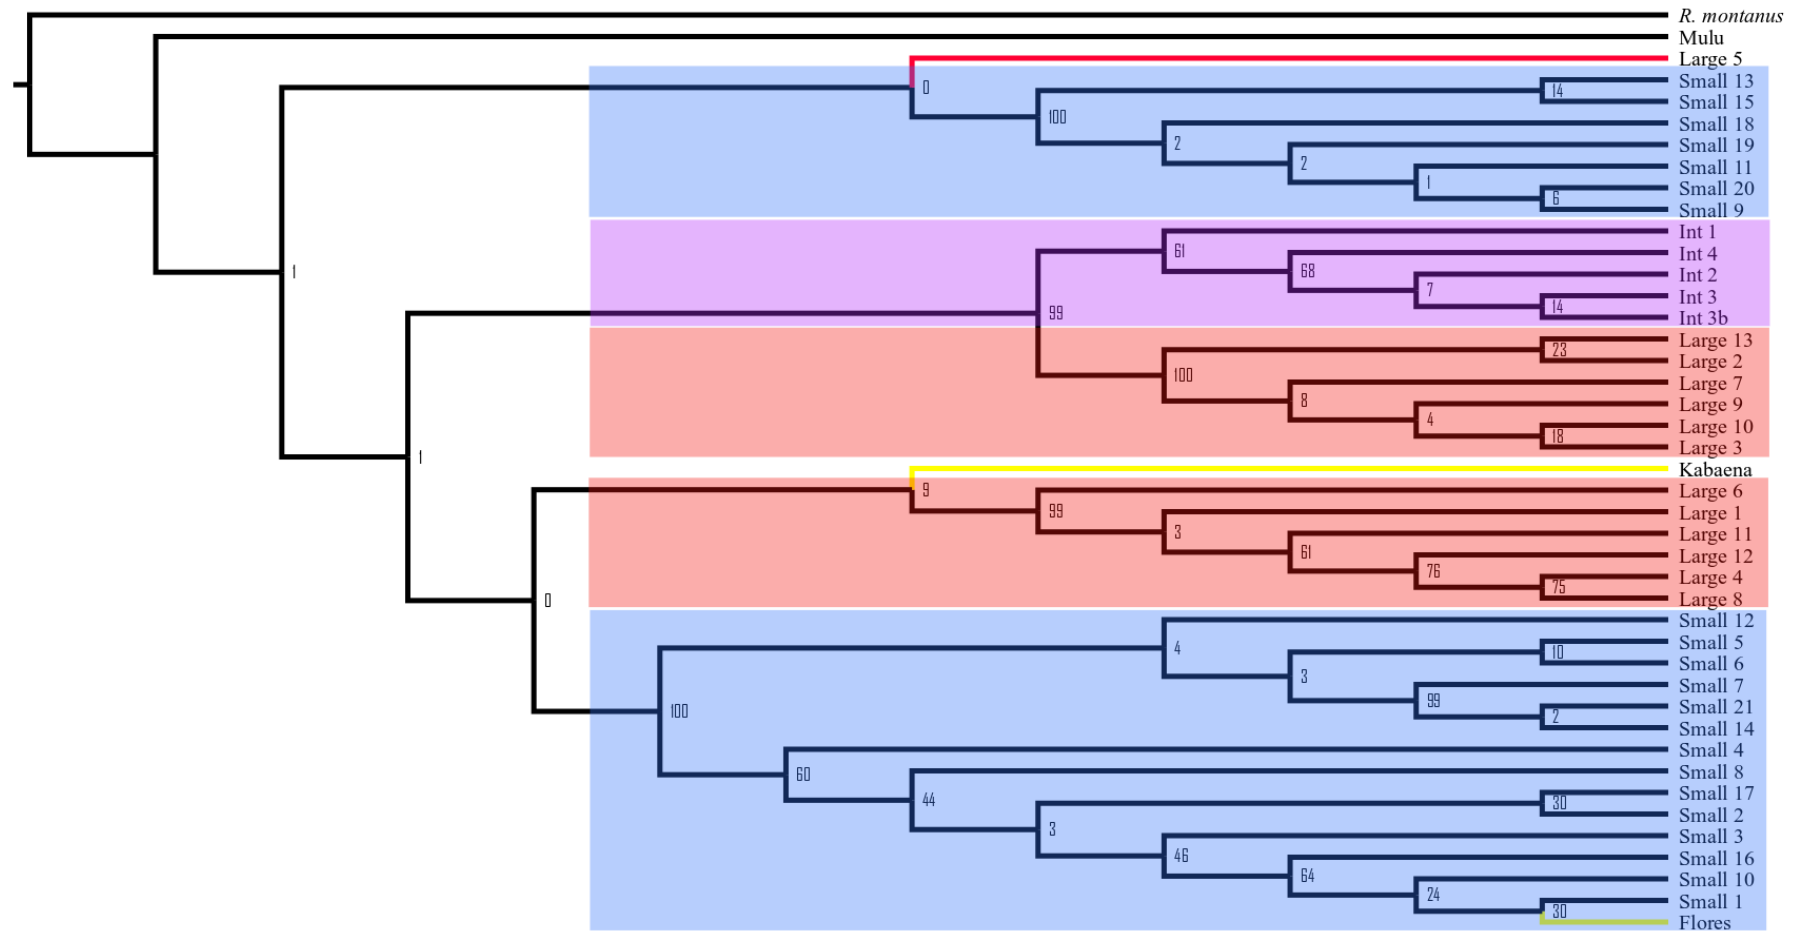 R. montanus
Mulu
Large 5
0
Small 13
14
Small 15
100
Small 18
2
Small 19
2
Small 11
1
Small 20
6
Small 9
Int 1
61
Int 4
68
1
Int 2
7
Int 3
14
99
Int 3b
Large 13
23
Large 2
100
Large 7
8
Large 9
4
Large 10
18
Large 3
1
Kabaena
9
Large 6
99
Large 1
3
Large 11
61
Large 12
76
Large 4
75
Large 8
0
Small 12
4
Small 5
10
Small 6
3
Small 7
99
Small 21
100
2
Small 14
Small 4
60
Small 8
44
Small 17
30
Small 2
3
Small 3
46
Small 16
64
Small 10
24
Small 1
30
Flores